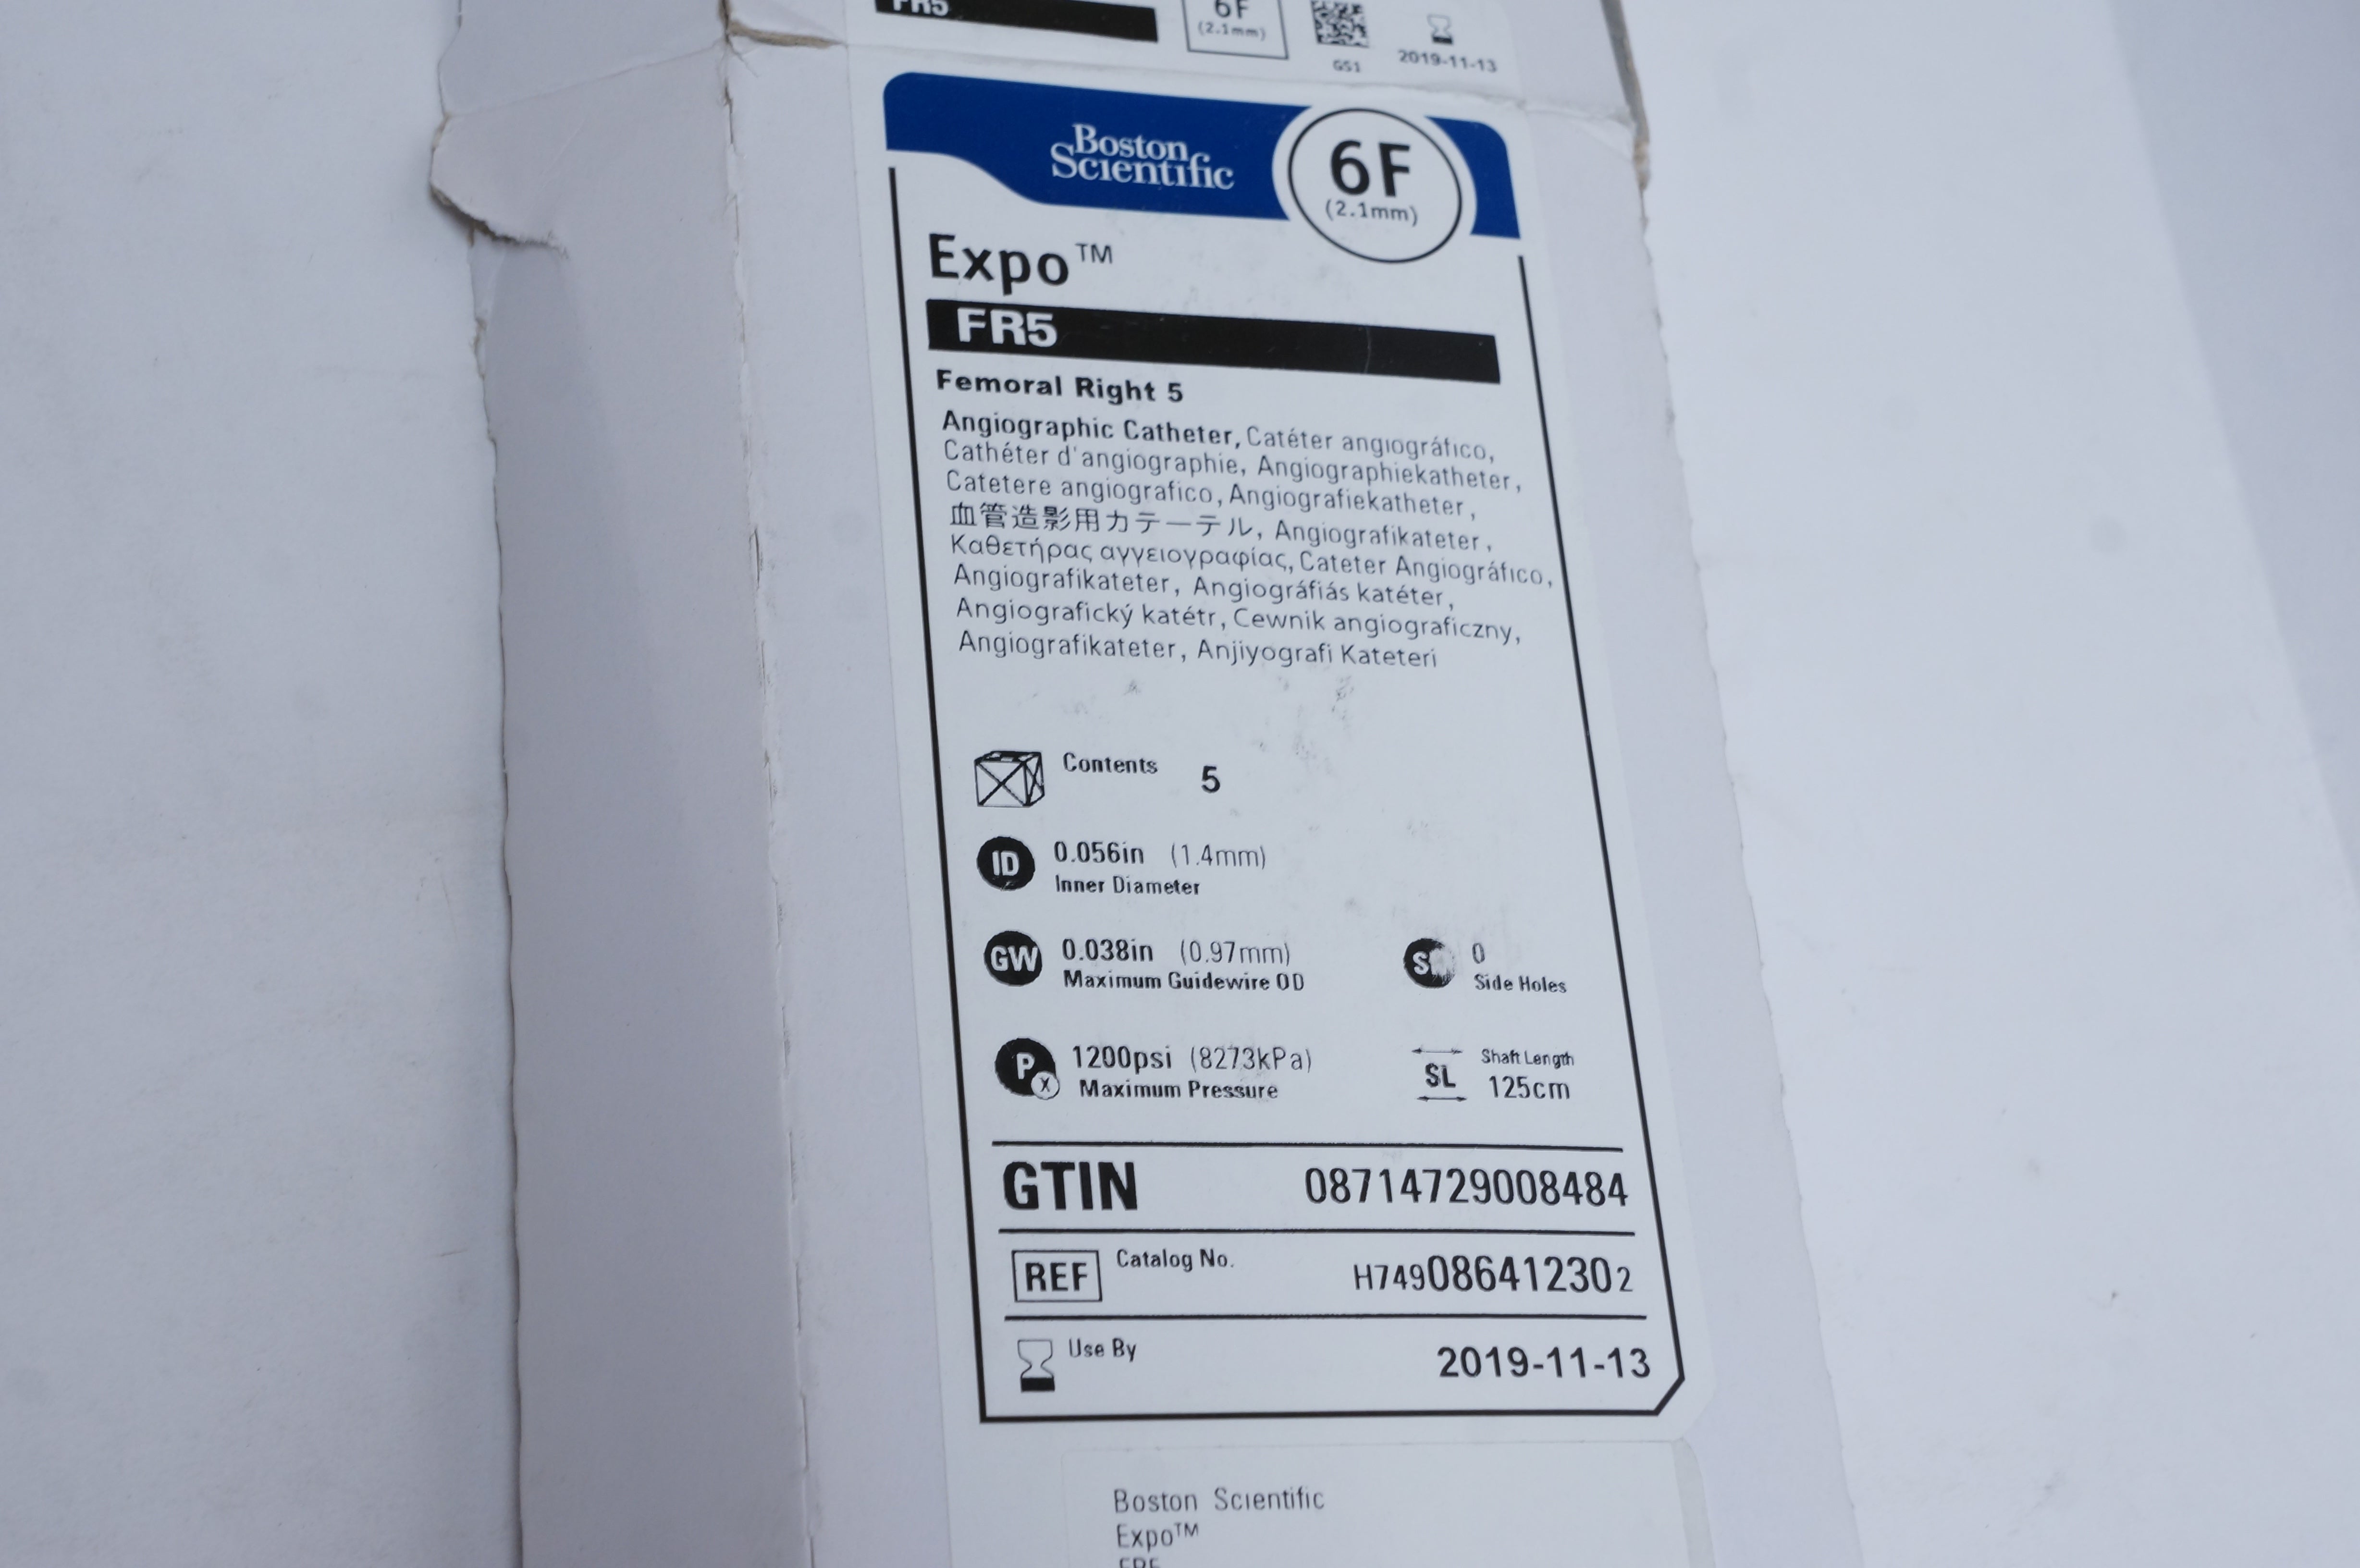 FR5
6F
(2.1mm)
GS1
2019-11-13
Boston
Scientific
6F
(2.1mm)
Expo™
FR5
Femoral Right 5
Angiographic Catheter, Catéter angiográfico,
Cathéter d'angiographie, Angiographiekatheter,
Catetere angiografico, Angiografiekatheter,
血管造影用カテーテル, Angiografikateter,
Καθετήρας αγγειογραφίας, Cateter Angiográfico,
Angiografikateter, Angiográfiás katéter,
Angiografický katétr, Cewnik angiograficzny,
Angiografikateter, Anjiyografi Kateteri
Contents 5
ID 0.056in (1.4mm)
Inner Diameter
GW 0.038in (0.97mm)
Maximum Guidewire OD
0
Side Holes
P X 1200psi (8273kPa)
Maximum Pressure
Shaft Length
SL 125cm
GTIN 08714729008484
REF Catalog No. H749086412302
Use By 2019-11-13
Boston Scientific
Expo™
FR5